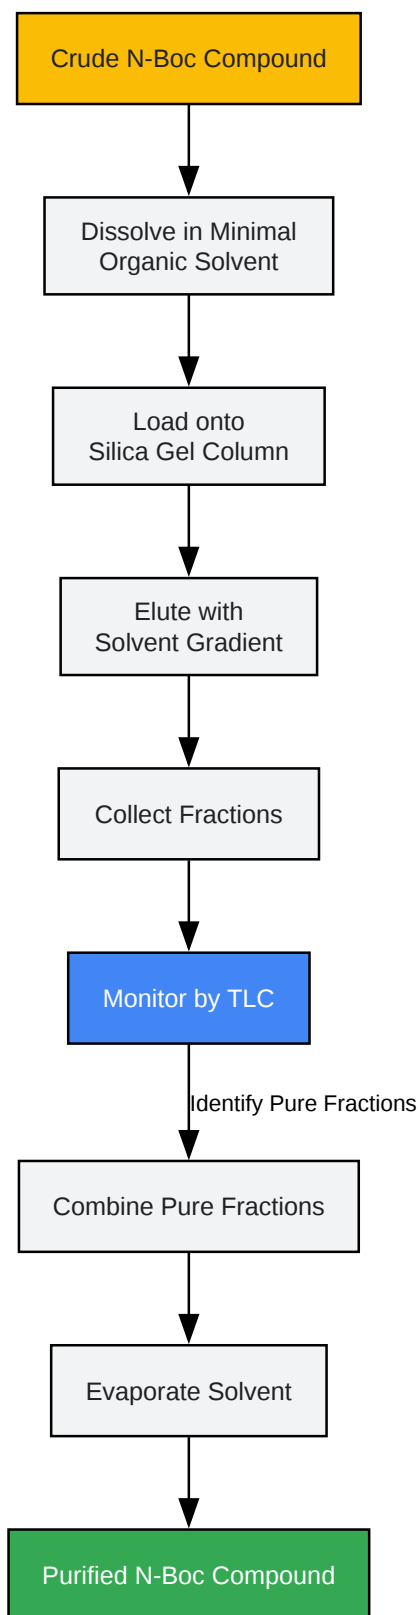 Crude N-Boc Compound
Dissolve in Minimal
Organic Solvent
Load onto
Silica Gel Column
Elute with
Solvent Gradient
Collect Fractions
Monitor by TLC
Identify Pure Fractions
Combine Pure Fractions
Evaporate Solvent
Purified N-Boc Compound